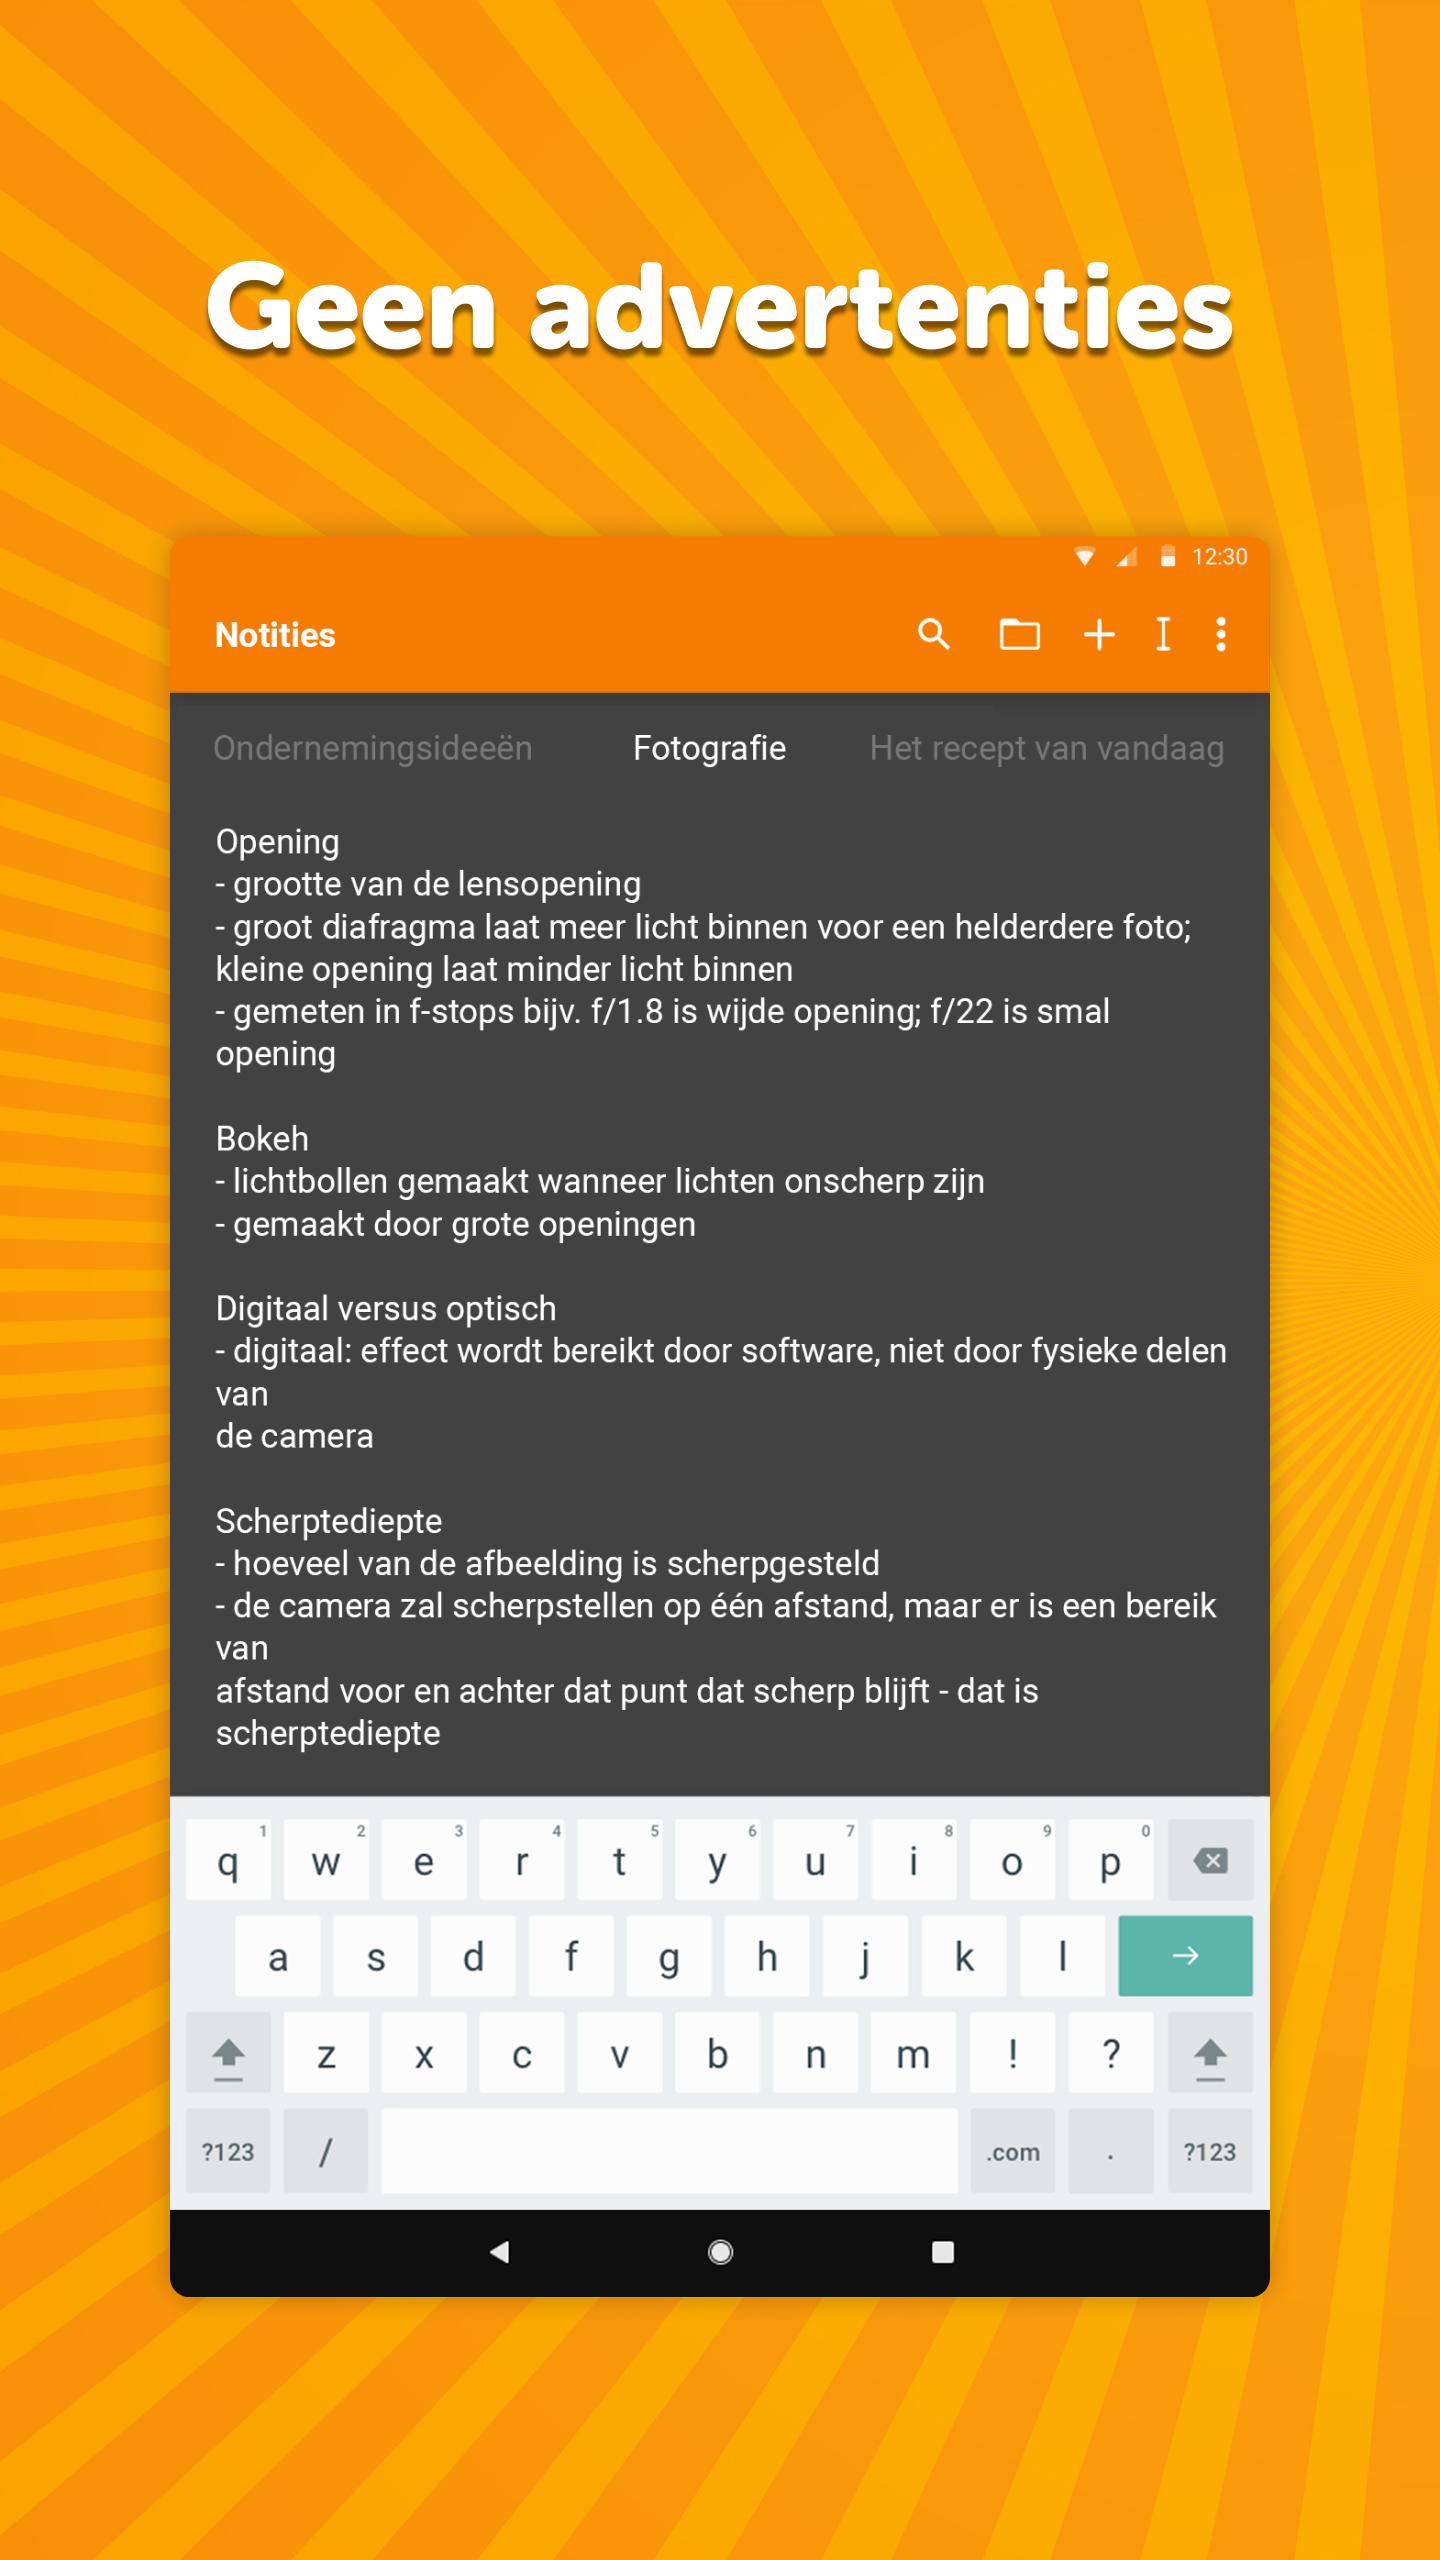 Geen advertenties
12:30
Notities
Ondernemingsideeën Fotografie Het recept van vandaag
Opening
- grootte van de lensopening
- groot diafragma laat meer licht binnen voor een helderdere foto;
kleine opening laat minder licht binnen
- gemeten in f-stops bijv. f/1.8 is wijde opening; f/22 is smal
opening
Bokeh
- lichtbollen gemaakt wanneer lichten onscherp zijn
- gemaakt door grote openingen
Digitaal versus optisch
- digitaal: effect wordt bereikt door software, niet door fysieke delen
van
de camera
Scherptediepte
- hoeveel van de afbeelding is scherpgesteld
- de camera zal scherpstellen op één afstand, maar er is een bereik
van
afstand voor en achter dat punt dat scherp blijft - dat is
scherptediepte
1 2 3 4 5 6 7 8 9 0
q w e r t y u i o p
a s d f g h j k l
z x c v b n m ! ?
?123 / .com . ?123